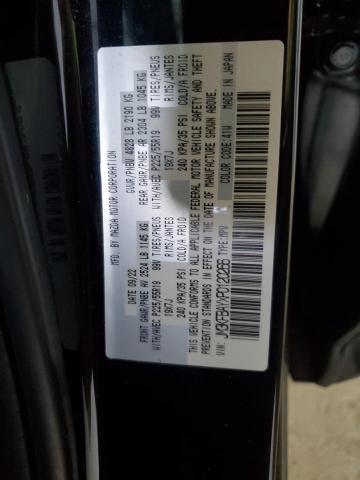 MFD. BY MAZDA MOTOR CORPORATION
DATE 09/22 GVWR/PNBV 4828 LB 2190 KG
FRONT GAWR/PNBE AV 2524 LB 1145 KG REAR GAWR/PNBE AR 2304 LB 1045 KG
WITH/AVEC P225/55R19 99V TIRES/PNEUS WITH/AVEC P225/55R19 99V TIRES/PNEUS
19X7J RIMS/JANTES 19X7J RIMS/JANTES
240 KPA/35 PSI COLD/A FROID 240 KPA/35 PSI COLD/A FROID
THIS VEHICLE CONFORMS TO ALL APPLICABLE FEDERAL MOTOR VEHICLE SAFETY AND THEFT
PREVENTION STANDARDS IN EFFECT ON THE DATE OF MANUFACTURE SHOWN ABOVE.
TYPE:MPV COLOR CODE: 41W MADE IN JAPAN